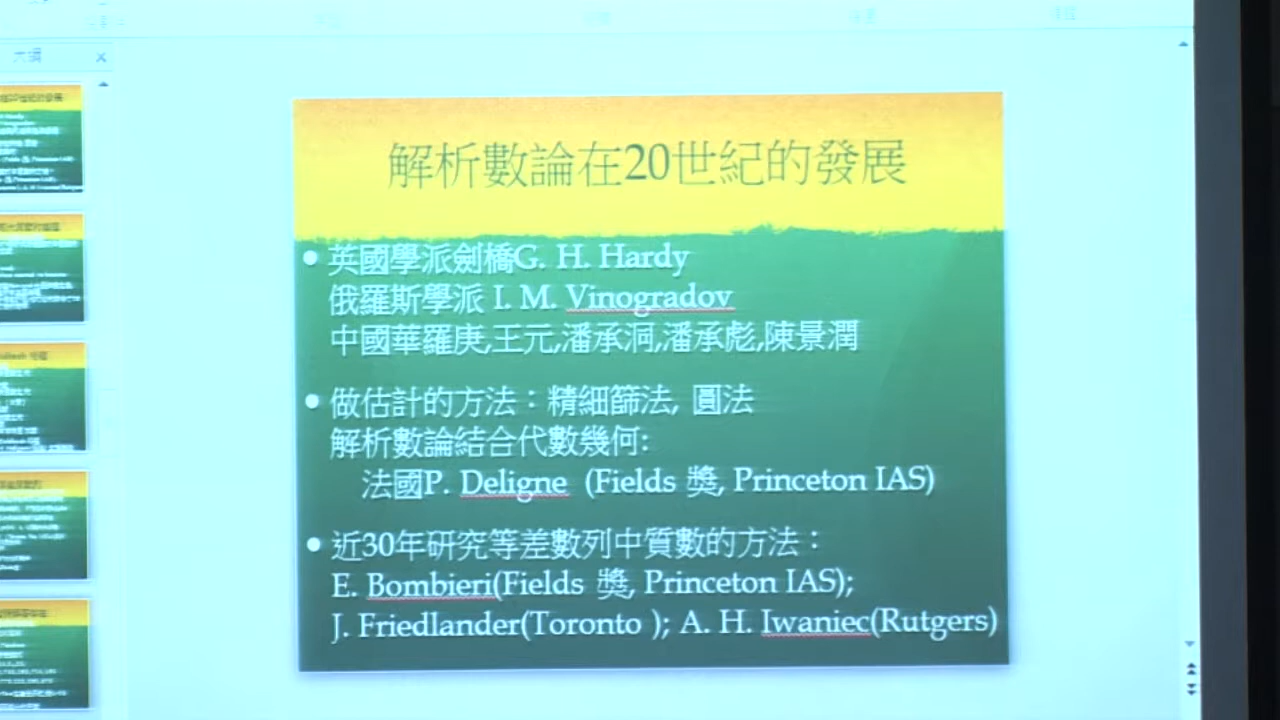 大綱
解析數論在20世紀的發展
英國學派劍橋G. H. Hardy
俄羅斯學派 I. M. Vinogradov
中國華羅庚,王元,潘承洞,潘承彪,陳景潤
做估計的方法：精細篩法, 圓法
解析數論結合代數幾何:
法國P. Deligne (Fields 獎, Princeton IAS)
近30年研究等差數列中質數的方法：
E. Bombieri(Fields 獎, Princeton IAS);
J. Friedlander(Toronto ); A. H. Iwaniec(Rutgers)